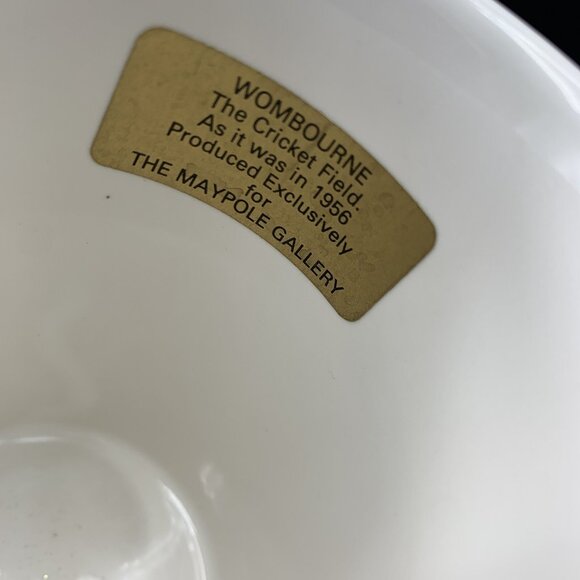 WOMBOURNE
The Cricket Field.
As it was in 1956
Produced Exclusively
for
THE MAYPOLE GALLERY